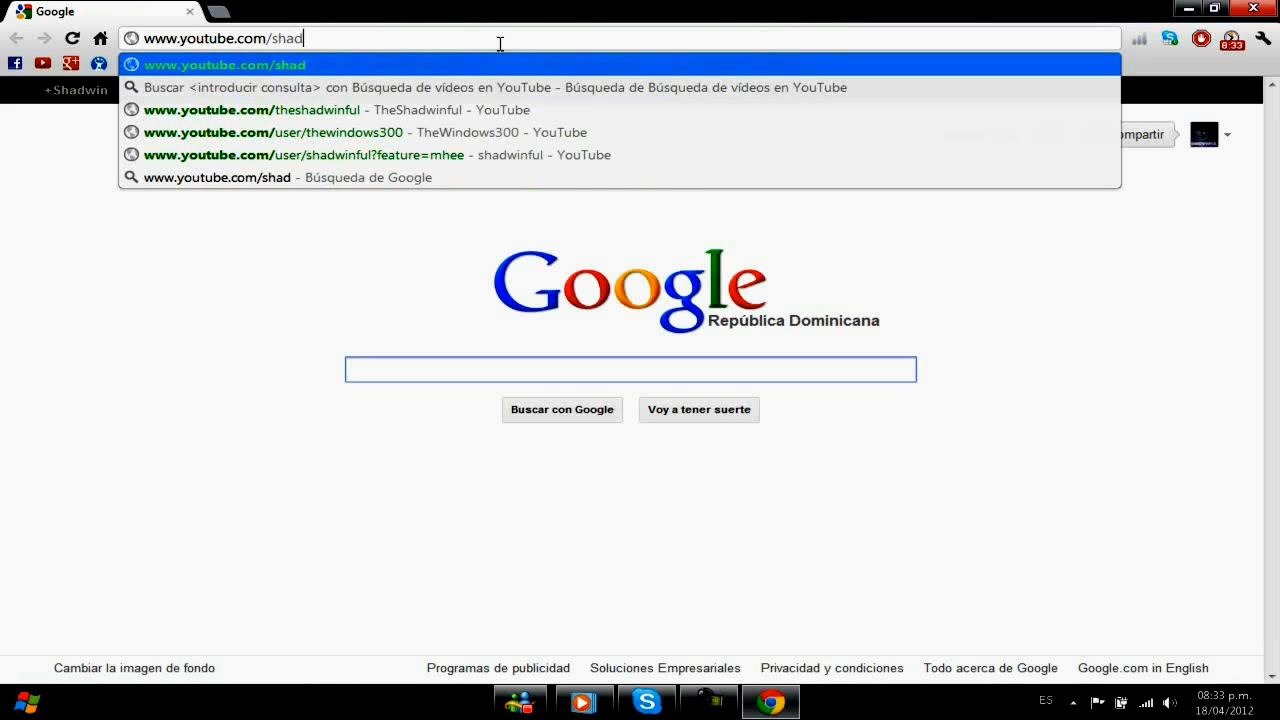 Google
www.youtube.com/shad
8:33
www.youtube.com/shad
Buscar <introducir consulta> con Búsqueda de vídeos en YouTube - Búsqueda de Búsqueda de vídeos en YouTube
www.youtube.com/theshadwinful - TheShadwinful - YouTube
www.youtube.com/user/thewindows300 - TheWindows300 - YouTube
www.youtube.com/user/shadwinful?feature=mhee - shadwinful - YouTube
www.youtube.com/shad - Búsqueda de Google
+Shadwin
ompartir
Google
República Dominicana
Buscar con Google Voy a tener suerte
Cambiar la imagen de fondo Programas de publicidad Soluciones Empresariales Privacidad y condiciones Todo acerca de Google Google.com in English
ES
08:33 p.m.
18/04/2012